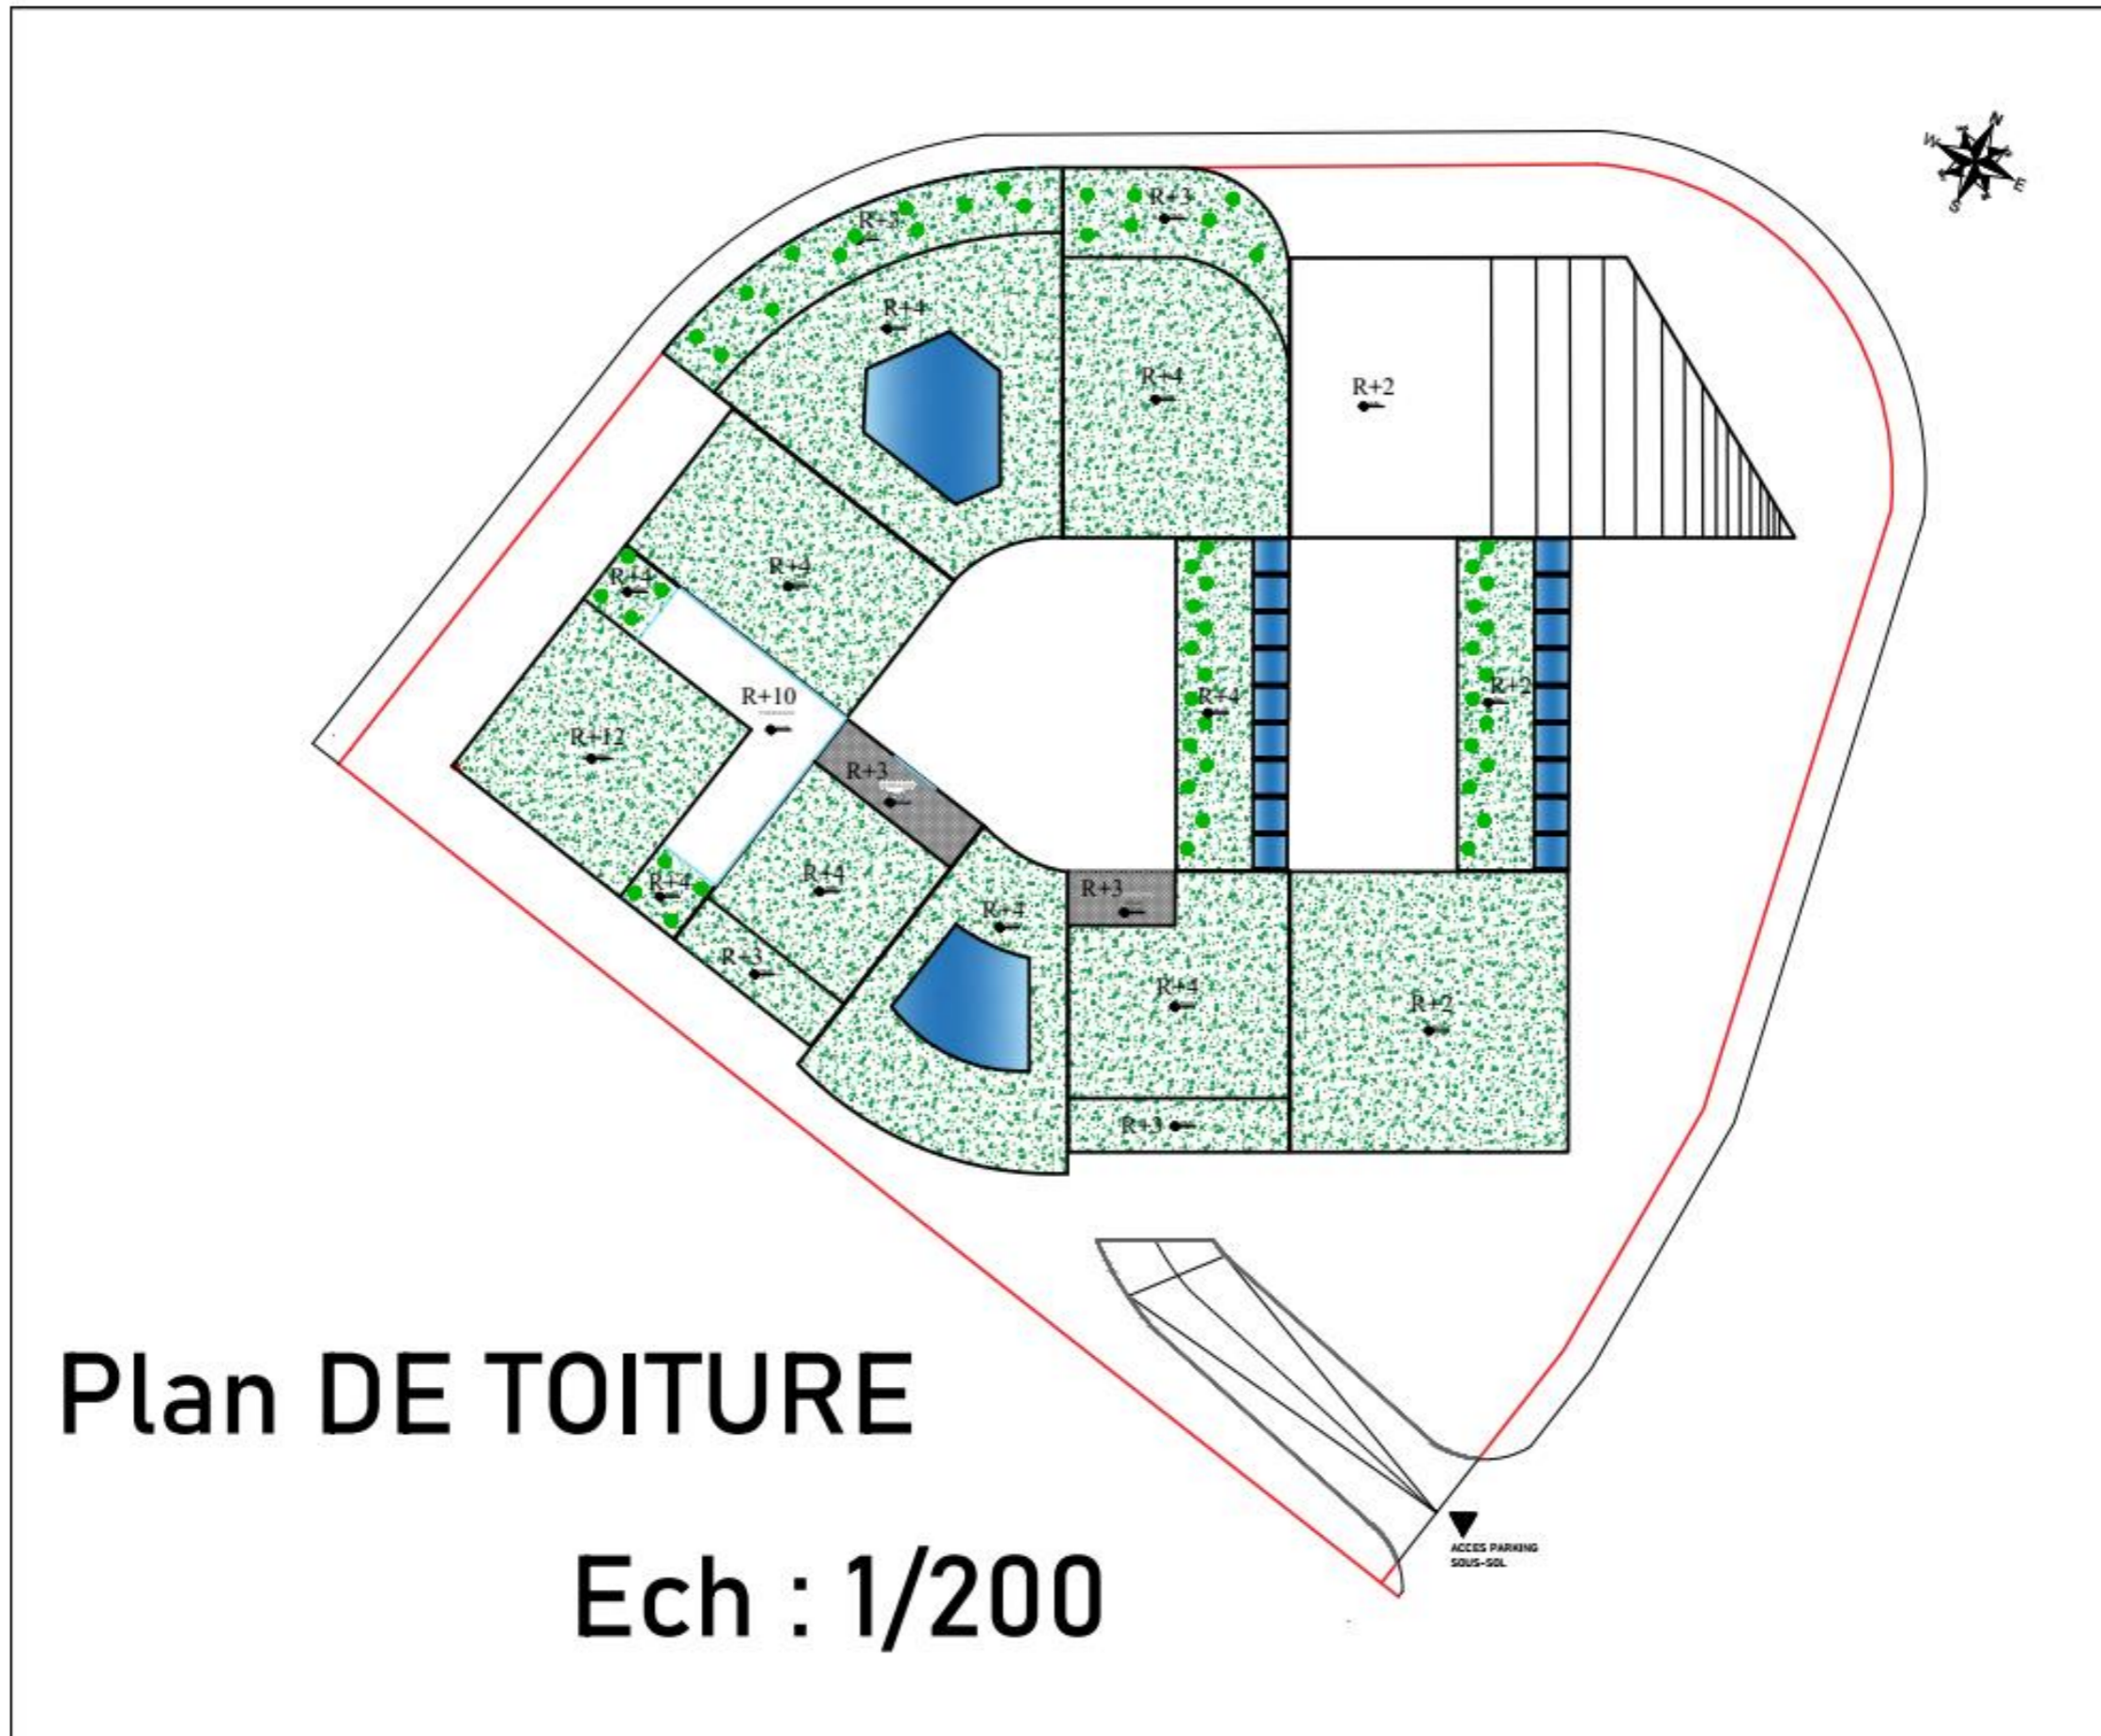 N
W
E
S
R+3
R+3
R+4
R+4
R+2
R+4
R+4
R+10
R+4
R+2
R+12
R+3
R+4
R+4
R+3
R+4
R+3
R+4
R+2
R+3
ACCES PARKING
SOUS-SOL
Plan DE TOITURE
Ech : 1/200